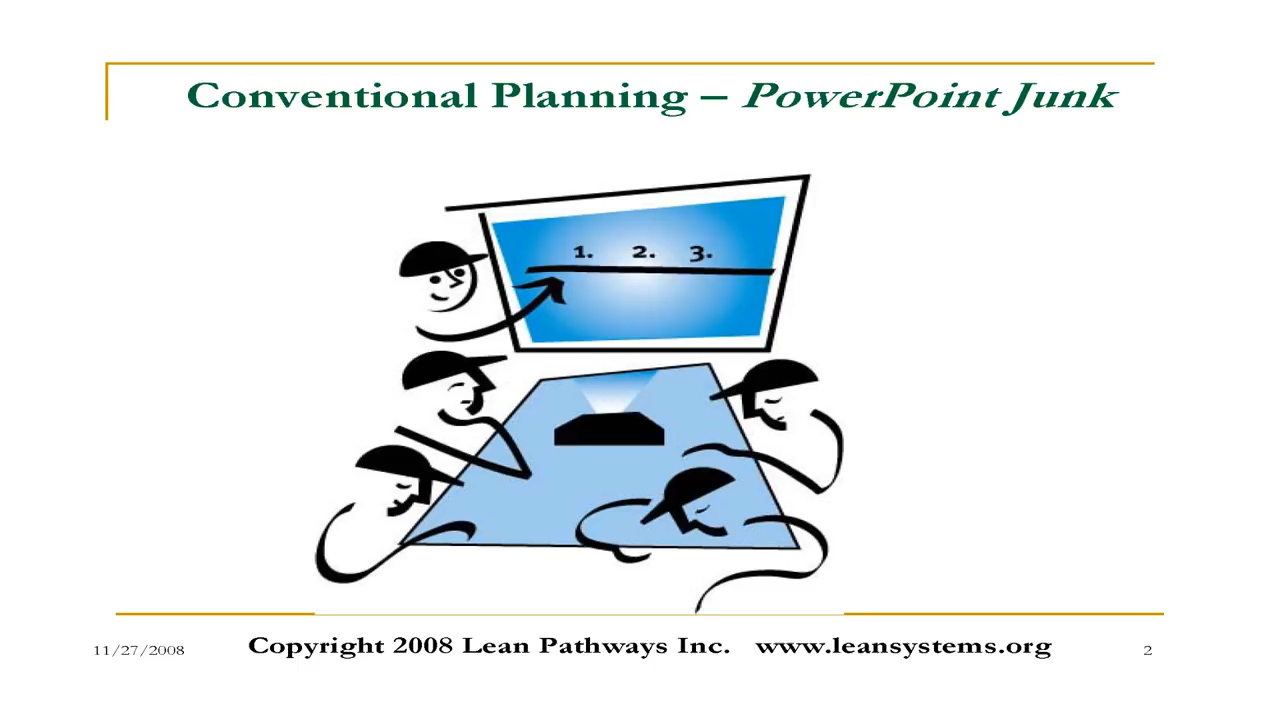 Conventional Planning – PowerPoint Junk
1. 2. 3.
11/27/2008 Copyright 2008 Lean Pathways Inc. www.leansystems.org 2